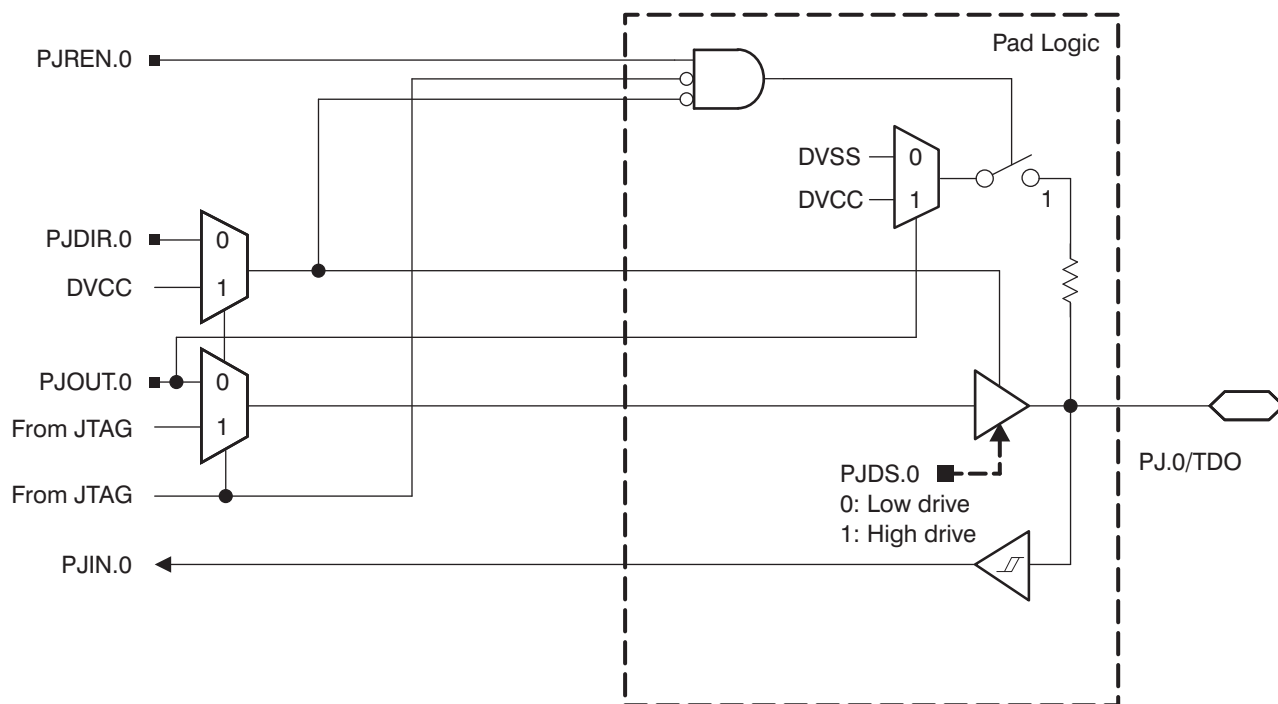 Pad Logic
PJREN.0
DVSS
0
DVCC
1
1
PJDIR.0
0
DVCC
1
PJOUT.0
0
From JTAG
1
PJDS.0
0: Low drive
1: High drive
PJ.0/TDO
From JTAG
PJIN.0